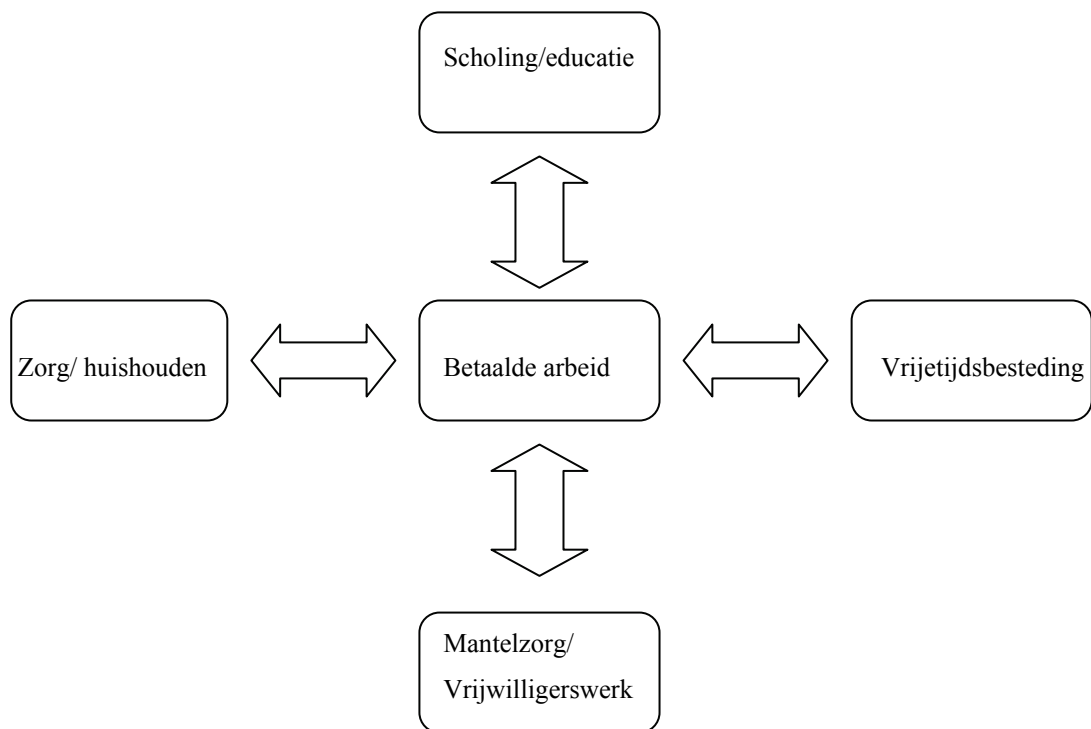 Scholing/educatie
Zorg/ huishouden
Betaalde arbeid
Vrijetijdsbesteding
Mantelzorg/
Vrijwilligerswerk